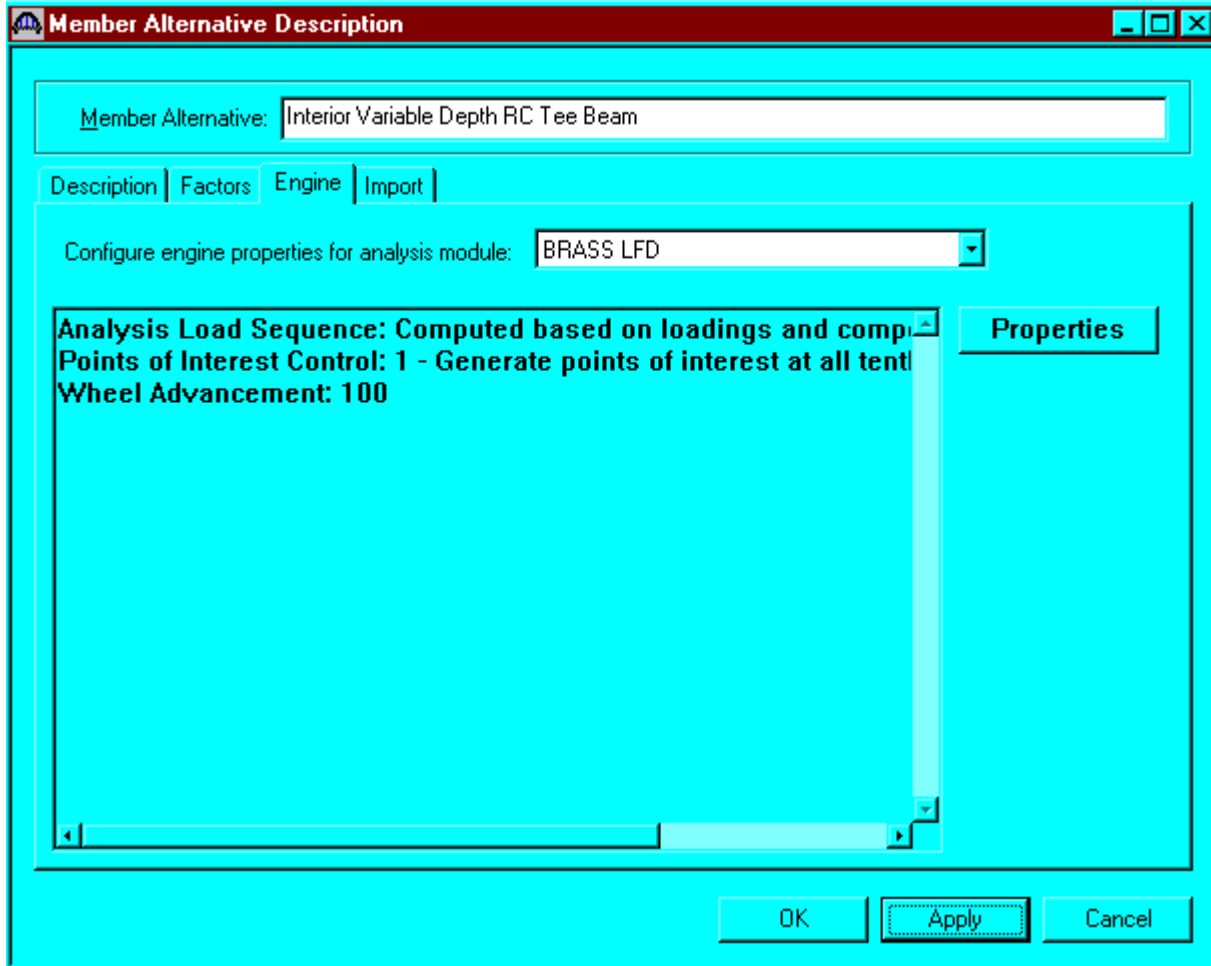 Member Alternative Description
Member Alternative: Interior Variable Depth RC Tee Beam
Description Factors Engine Import
Configure engine properties for analysis module: BRASS LFD
Analysis Load Sequence: Computed based on loadings and
Points of Interest Control: 1 - Generate points of interest at all
Wheel Advancement: 100
Properties
OK Apply Cancel